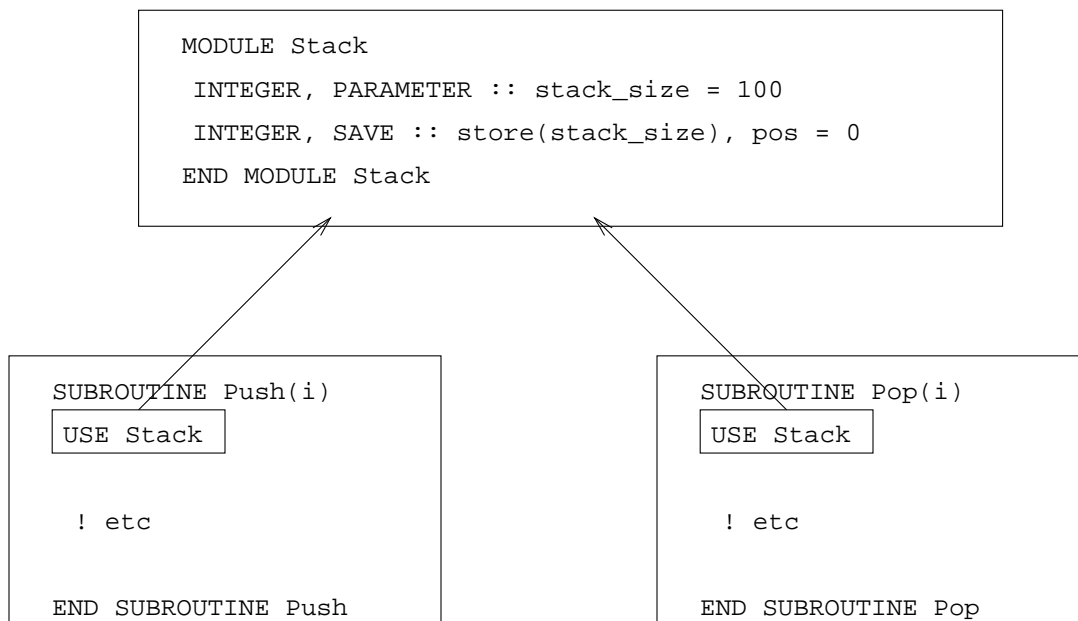 MODULE Stack
INTEGER, PARAMETER :: stack_size = 100
INTEGER, SAVE :: store(stack_size), pos = 0
END MODULE Stack
SUBROUTINE Push(i)
USE Stack
! etc
END SUBROUTINE Push
SUBROUTINE Pop(i)
USE Stack
! etc
END SUBROUTINE Pop